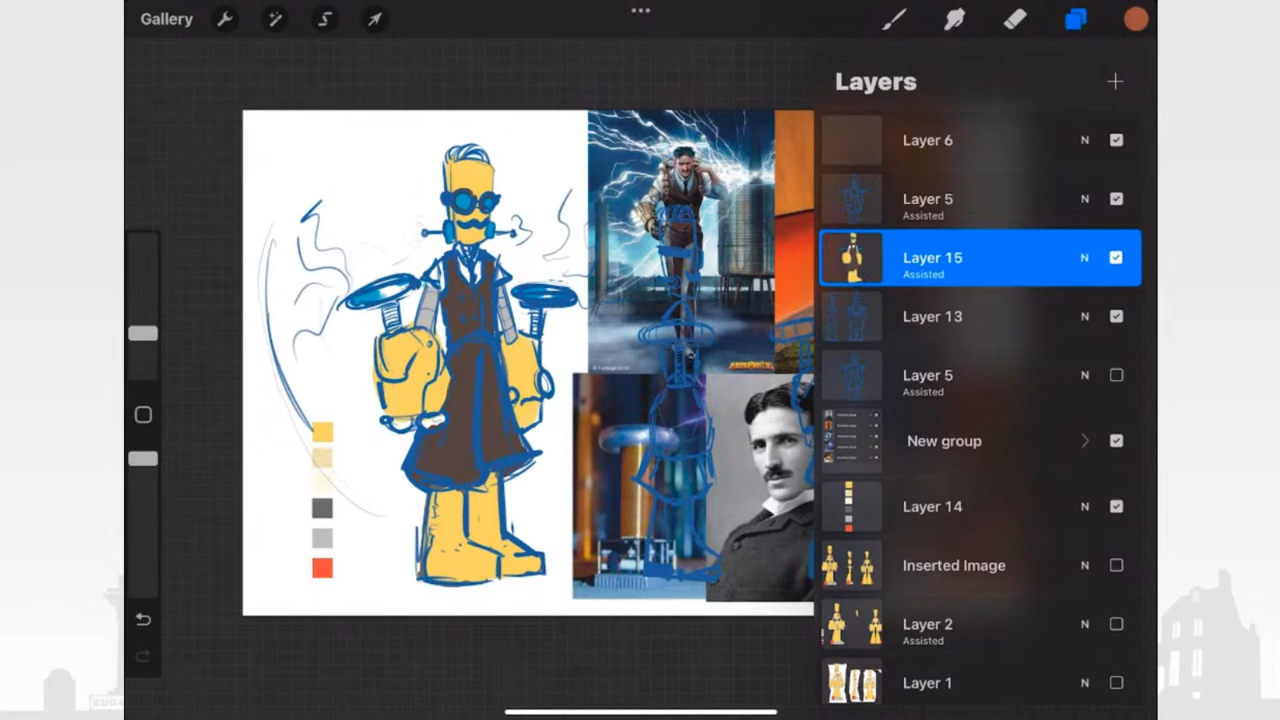 Gallery
Layers
Layer 6
N
Layer 5
N
Assisted
Layer 15
N
Assisted
Layer 13
N
Layer 5
N
Assisted
New group
Layer 14
N
Inserted Image
N
Layer 2
N
Assisted
Layer 1
N